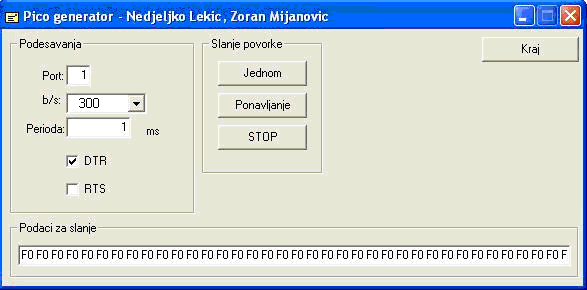 Pico generator - Nedjeljko Lekic, Zoran Mijanovic
Podesavanja
Port: 1
b/s: 300
Perioda: 1 ms
DTR
RTS
Slanje povorke
Jednom
Ponavljanje
STOP
Kraj
Podaci za slanje
F0 F0 F0 F0 F0 F0 F0 F0 F0 F0 F0 F0 F0 F0 F0 F0 F0 F0 F0 F0 F0 F0 F0 F0 F0 F0 F0 F0 F0 F0 F0 F0 F0 F0 F0 F0 F